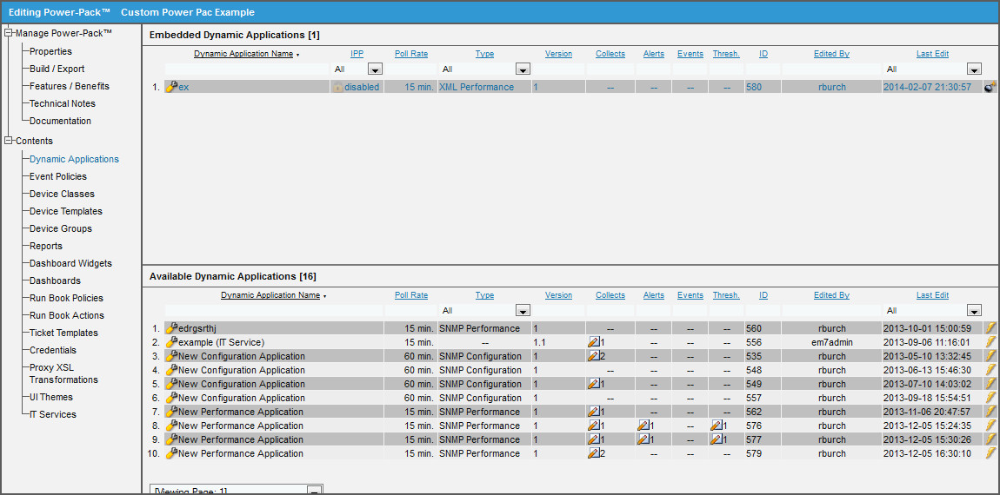 Editing Power-Pack™ Custom Power Pac Example
Manage Power-Pack™
Properties
Build / Export
Features / Benefits
Technical Notes
Documentation
Contents
Dynamic Applications
Event Policies
Device Classes
Device Templates
Device Groups
Reports
Dashboard Widgets
Dashboards
Run Book Policies
Run Book Actions
Ticket Templates
Credentials
Proxy XSL
Transformations
UI Themes
IT Services
Embedded Dynamic Applications [1]
Dynamic Application Name IPP Poll Rate Type Version Collects Alerts Events Thresh. ID Edited By Last Edit
All All All
1. ex disabled 15 min. XML Performance 1 -- -- -- -- 580 rburch 2014-02-07 21:30:57
Available Dynamic Applications [16]
Dynamic Application Name Poll Rate Type Version Collects Alerts Events Thresh. ID Edited By Last Edit
All All
1. edrgsrthj 15 min. SNMP Performance 1 -- -- -- -- 560 rburch 2013-10-01 15:00:59
2. example (IT Service) 15 min. -- 1.1 1 -- -- -- 556 em7admin 2013-09-06 11:16:01
3. New Configuration Application 60 min. SNMP Configuration 1 2 -- -- -- 535 rburch 2013-05-10 13:32:45
4. New Configuration Application 60 min. SNMP Configuration 1 -- -- -- -- 548 rburch 2013-06-13 15:46:30
5. New Configuration Application 60 min. SNMP Configuration 1 1 -- -- -- 549 rburch 2013-07-10 14:03:02
6. New Configuration Application 60 min. SNMP Configuration 1 -- -- -- -- 557 rburch 2013-09-18 15:54:51
7. New Performance Application 15 min. SNMP Performance 1 1 -- -- -- 562 rburch 2013-11-06 20:47:57
8. New Performance Application 15 min. SNMP Performance 1 1 1 -- 1 576 rburch 2013-12-05 15:24:35
9. New Performance Application 15 min. SNMP Performance 1 1 1 -- 1 577 rburch 2013-12-05 15:30:26
10. New Performance Application 15 min. SNMP Performance 1 2 -- -- -- 579 rburch 2013-12-05 16:30:10
[Viewing Page: 1]